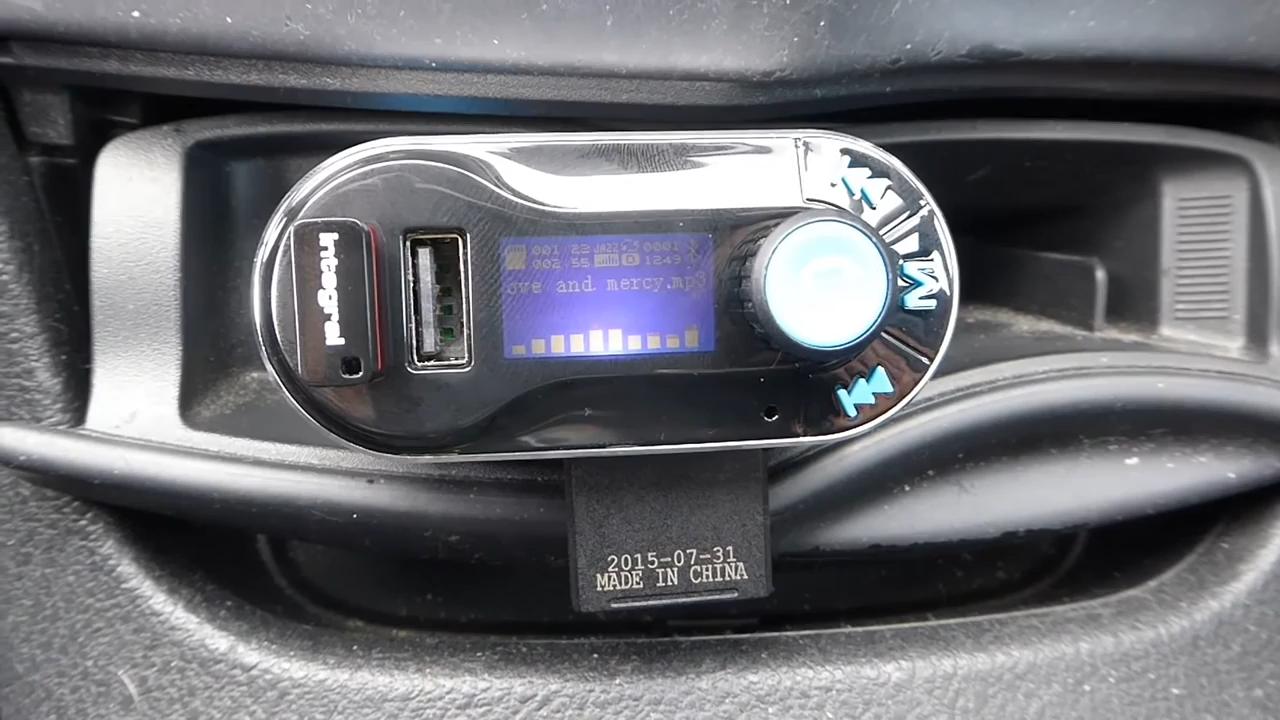 integral
001/22 JAZZ 0001
002/55 D 1249
ove and mercy.mp3
M
2015-07-31
MADE IN CHINA